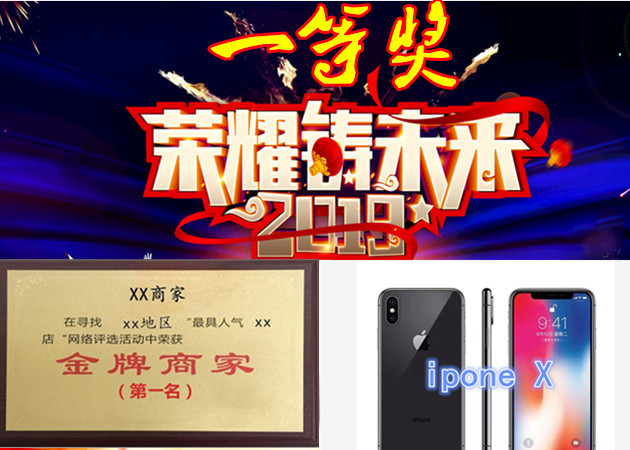 一等奖
荣耀铸未来
2019
XX商家
在寻找 xx地区 “最具人气 xx
店“网络评选活动中荣获
金牌商家
（第一名）
9:41
iPhone
ipone X